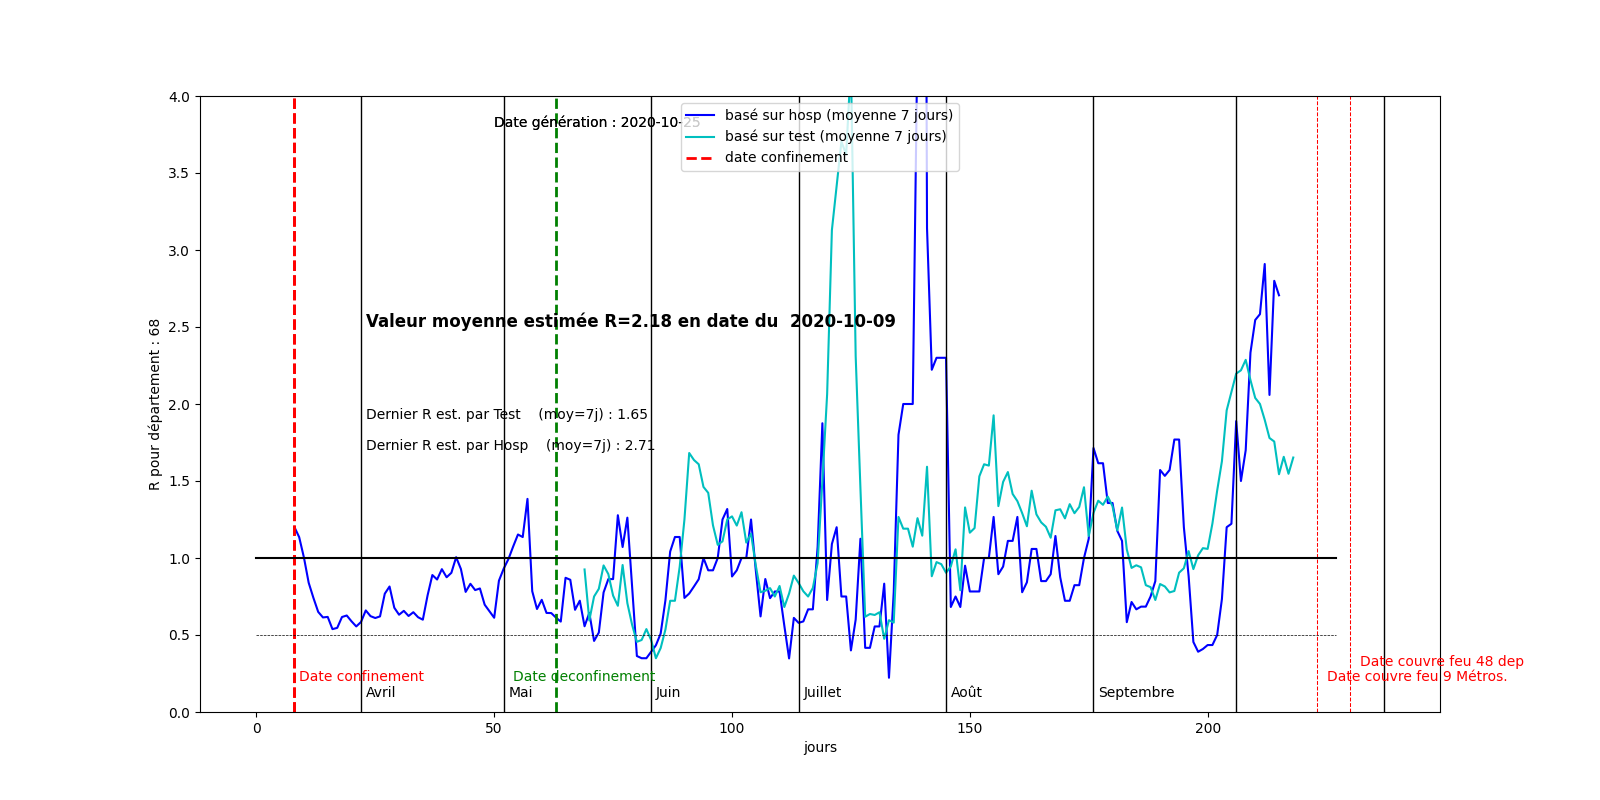 4.0
3.5
3.0
2.5
2.0
1.5
1.0
0.5
0.0
R pour département : 68
Date génération : 2020-10-25
basé sur hosp (moyenne 7 jours)
basé sur test (moyenne 7 jours)
date confinement
Valeur moyenne estimée R=2.18 en date du 2020-10-09
Dernier R est. par Test (moy=7j) : 1.65
Dernier R est. par Hosp (moy=7j) : 2.71
Date couvre feu 48 dep
Date confinement
Date deconfinement
Date couvre feu 9 Métros.
Avril
Mai
Juin
Juillet
Août
Septembre
0
50
100
150
200
jours